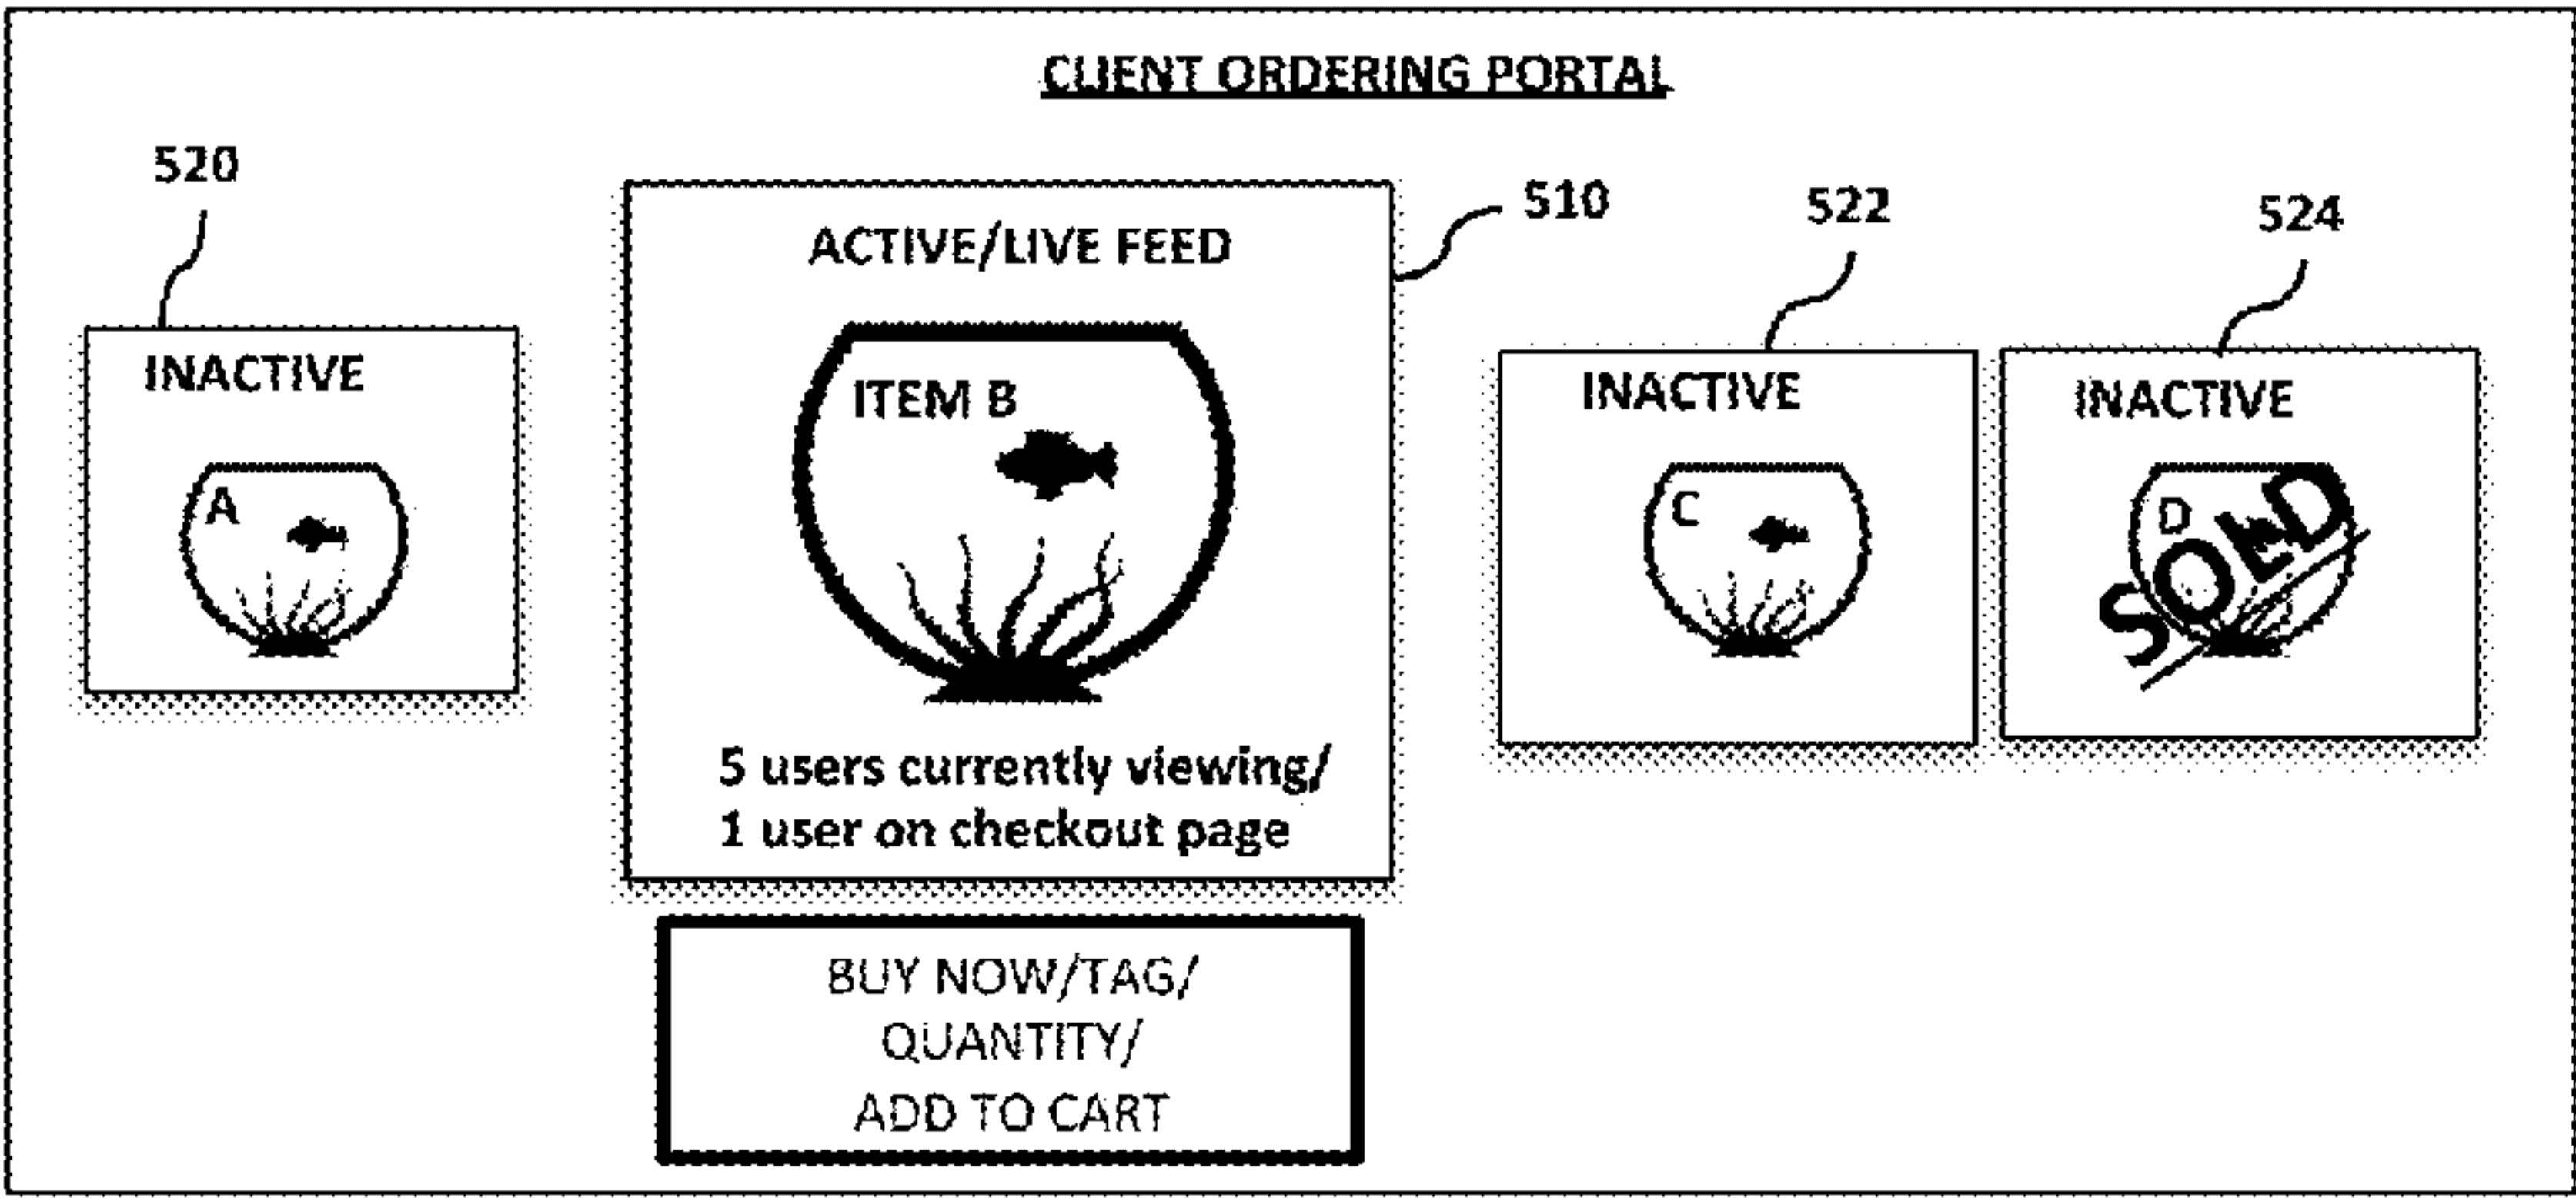 CLIENT ORDERING PORTAL
520
510
522
524
INACTIVE
A
ACTIVE/LIVE FEED
ITEM B
5 users currently viewing/
1 user on checkout page
INACTIVE
C
INACTIVE
D
SOLD
BUY NOW/TAG/
QUANTITY/
ADD TO CART